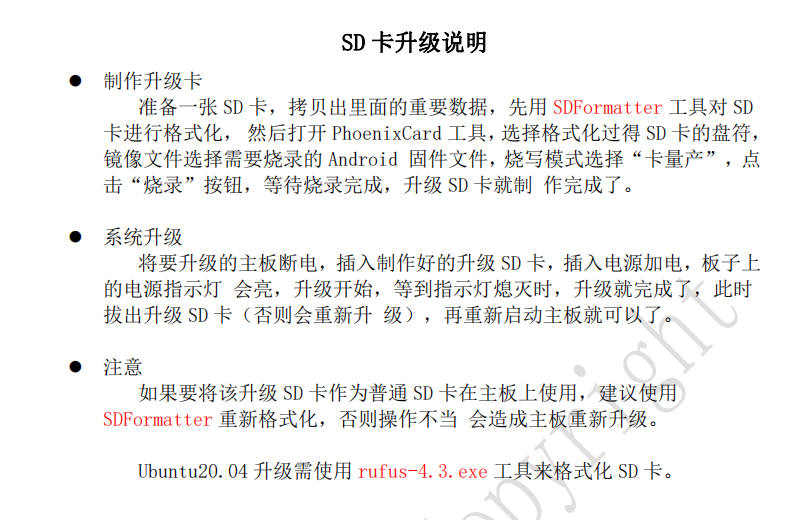 SD 卡升级说明
● 制作升级卡
准备一张 SD 卡，拷贝出里面的重要数据，先用 SDFormatter 工具对 SD
卡进行格式化， 然后打开 PhoenixCard 工具，选择格式化过得 SD 卡的盘符，
镜像文件选择需要烧录的 Android 固件文件，烧写模式选择“卡量产”，点
击“烧录”按钮，等待烧录完成，升级 SD 卡就制 作完成了。
● 系统升级
将要升级的主板断电，插入制作好的升级 SD 卡，插入电源加电，板子上
的电源指示灯 会亮，升级开始，等到指示灯熄灭时，升级就完成了，此时
拔出升级 SD 卡（否则会重新升 级），再重新启动主板就可以了。
● 注意
如果要将该升级 SD 卡作为普通 SD 卡在主板上使用，建议使用
SDFormatter 重新格式化，否则操作不当 会造成主板重新升级。
Ubuntu20.04 升级需使用 rufus-4.3.exe 工具来格式化 SD 卡。
opyright